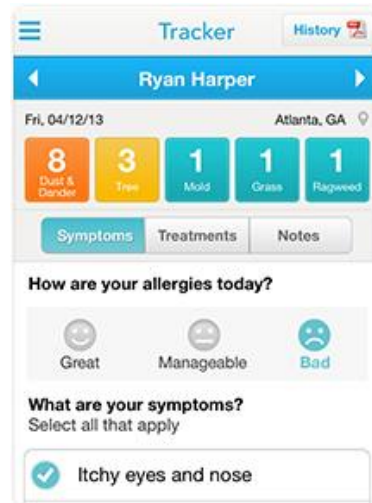 Tracker
History
Ryan Harper
Fri, 04/12/13
Atlanta, GA
8 3 1 1 1
Dust & Dander Tree Mold Grass Ragweed
Symptoms Treatments Notes
How are your allergies today?
Great Manageable Bad
What are your symptoms?
Select all that apply
Itchy eyes and nose